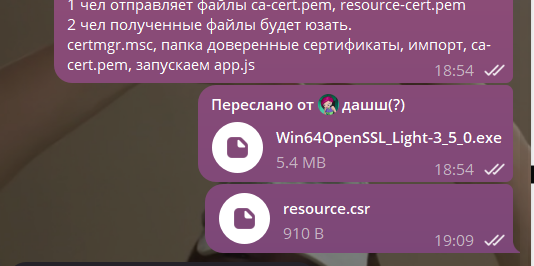 1 чел отправляет файлы ca-cert.pem, resource-cert.pem
2 чел полученные файлы будет юзать.
certmgr.msc, папка доверенные сертификаты, импорт, ca-
cert.pem, запускаем app.js
18:54
Переслано от дашш(?)
Win64OpenSSL_Light-3_5_0.exe
5.4 MB
18:54
resource.csr
910 B
19:09